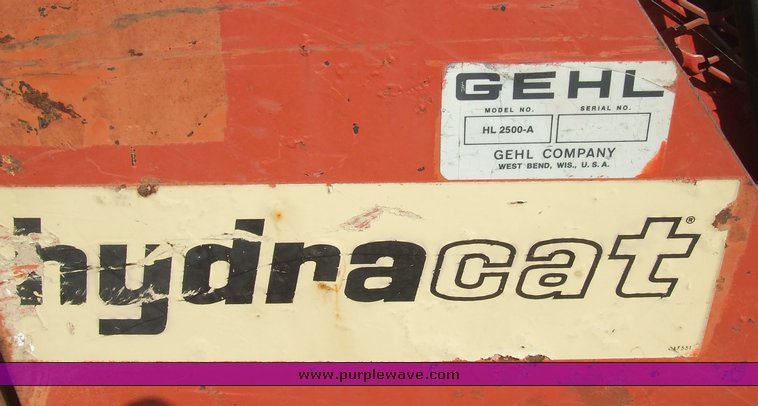 GEHL
MODEL NO. SERIAL NO.
HL 2500-A
GEHL COMPANY
WEST BEND, WIS., U.S.A.
hydracat®
www.purplewave.com